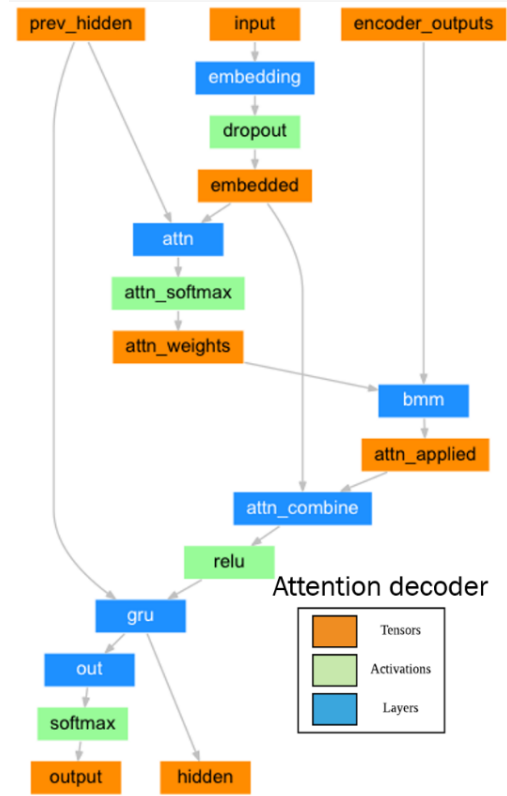 prev_hidden
input
encoder_outputs
embedding
dropout
embedded
attn
attn_softmax
attn_weights
bmm
attn_applied
attn_combine
relu
Attention decoder
gru
Tensors
Activations
Layers
out
softmax
output
hidden